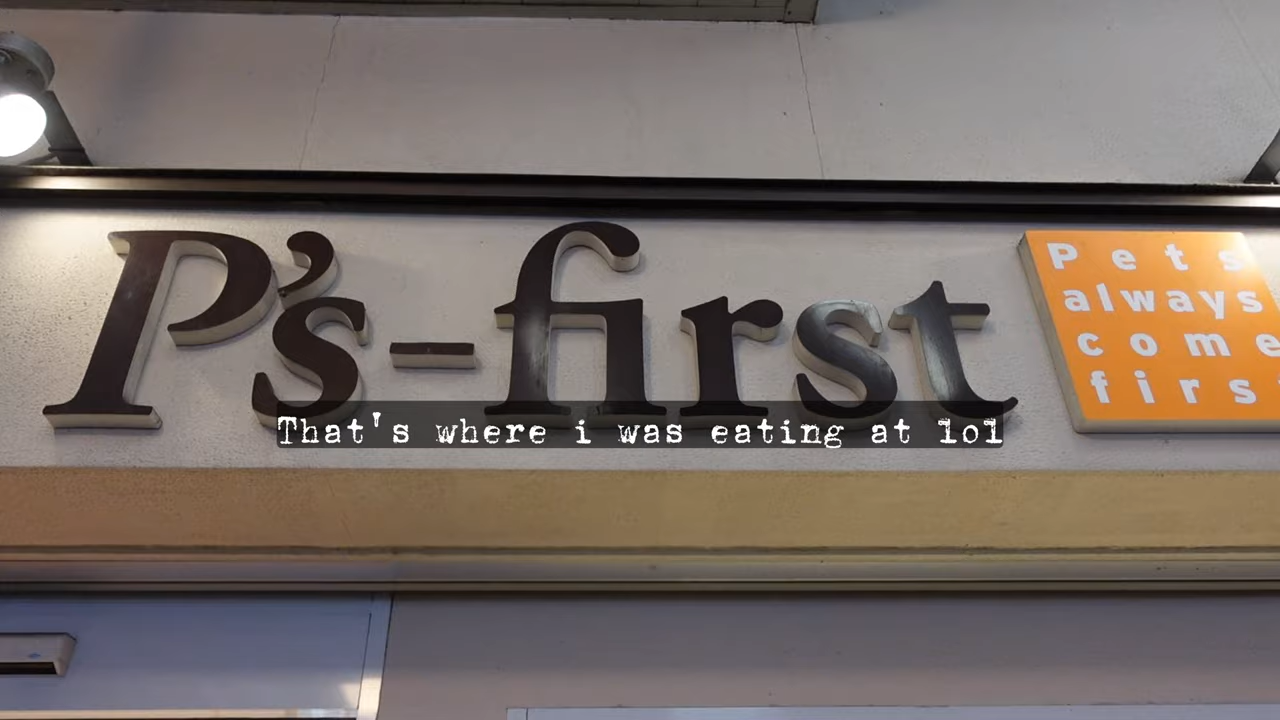 P's-first
Pets
always
come
first
That's where i was eating at lol